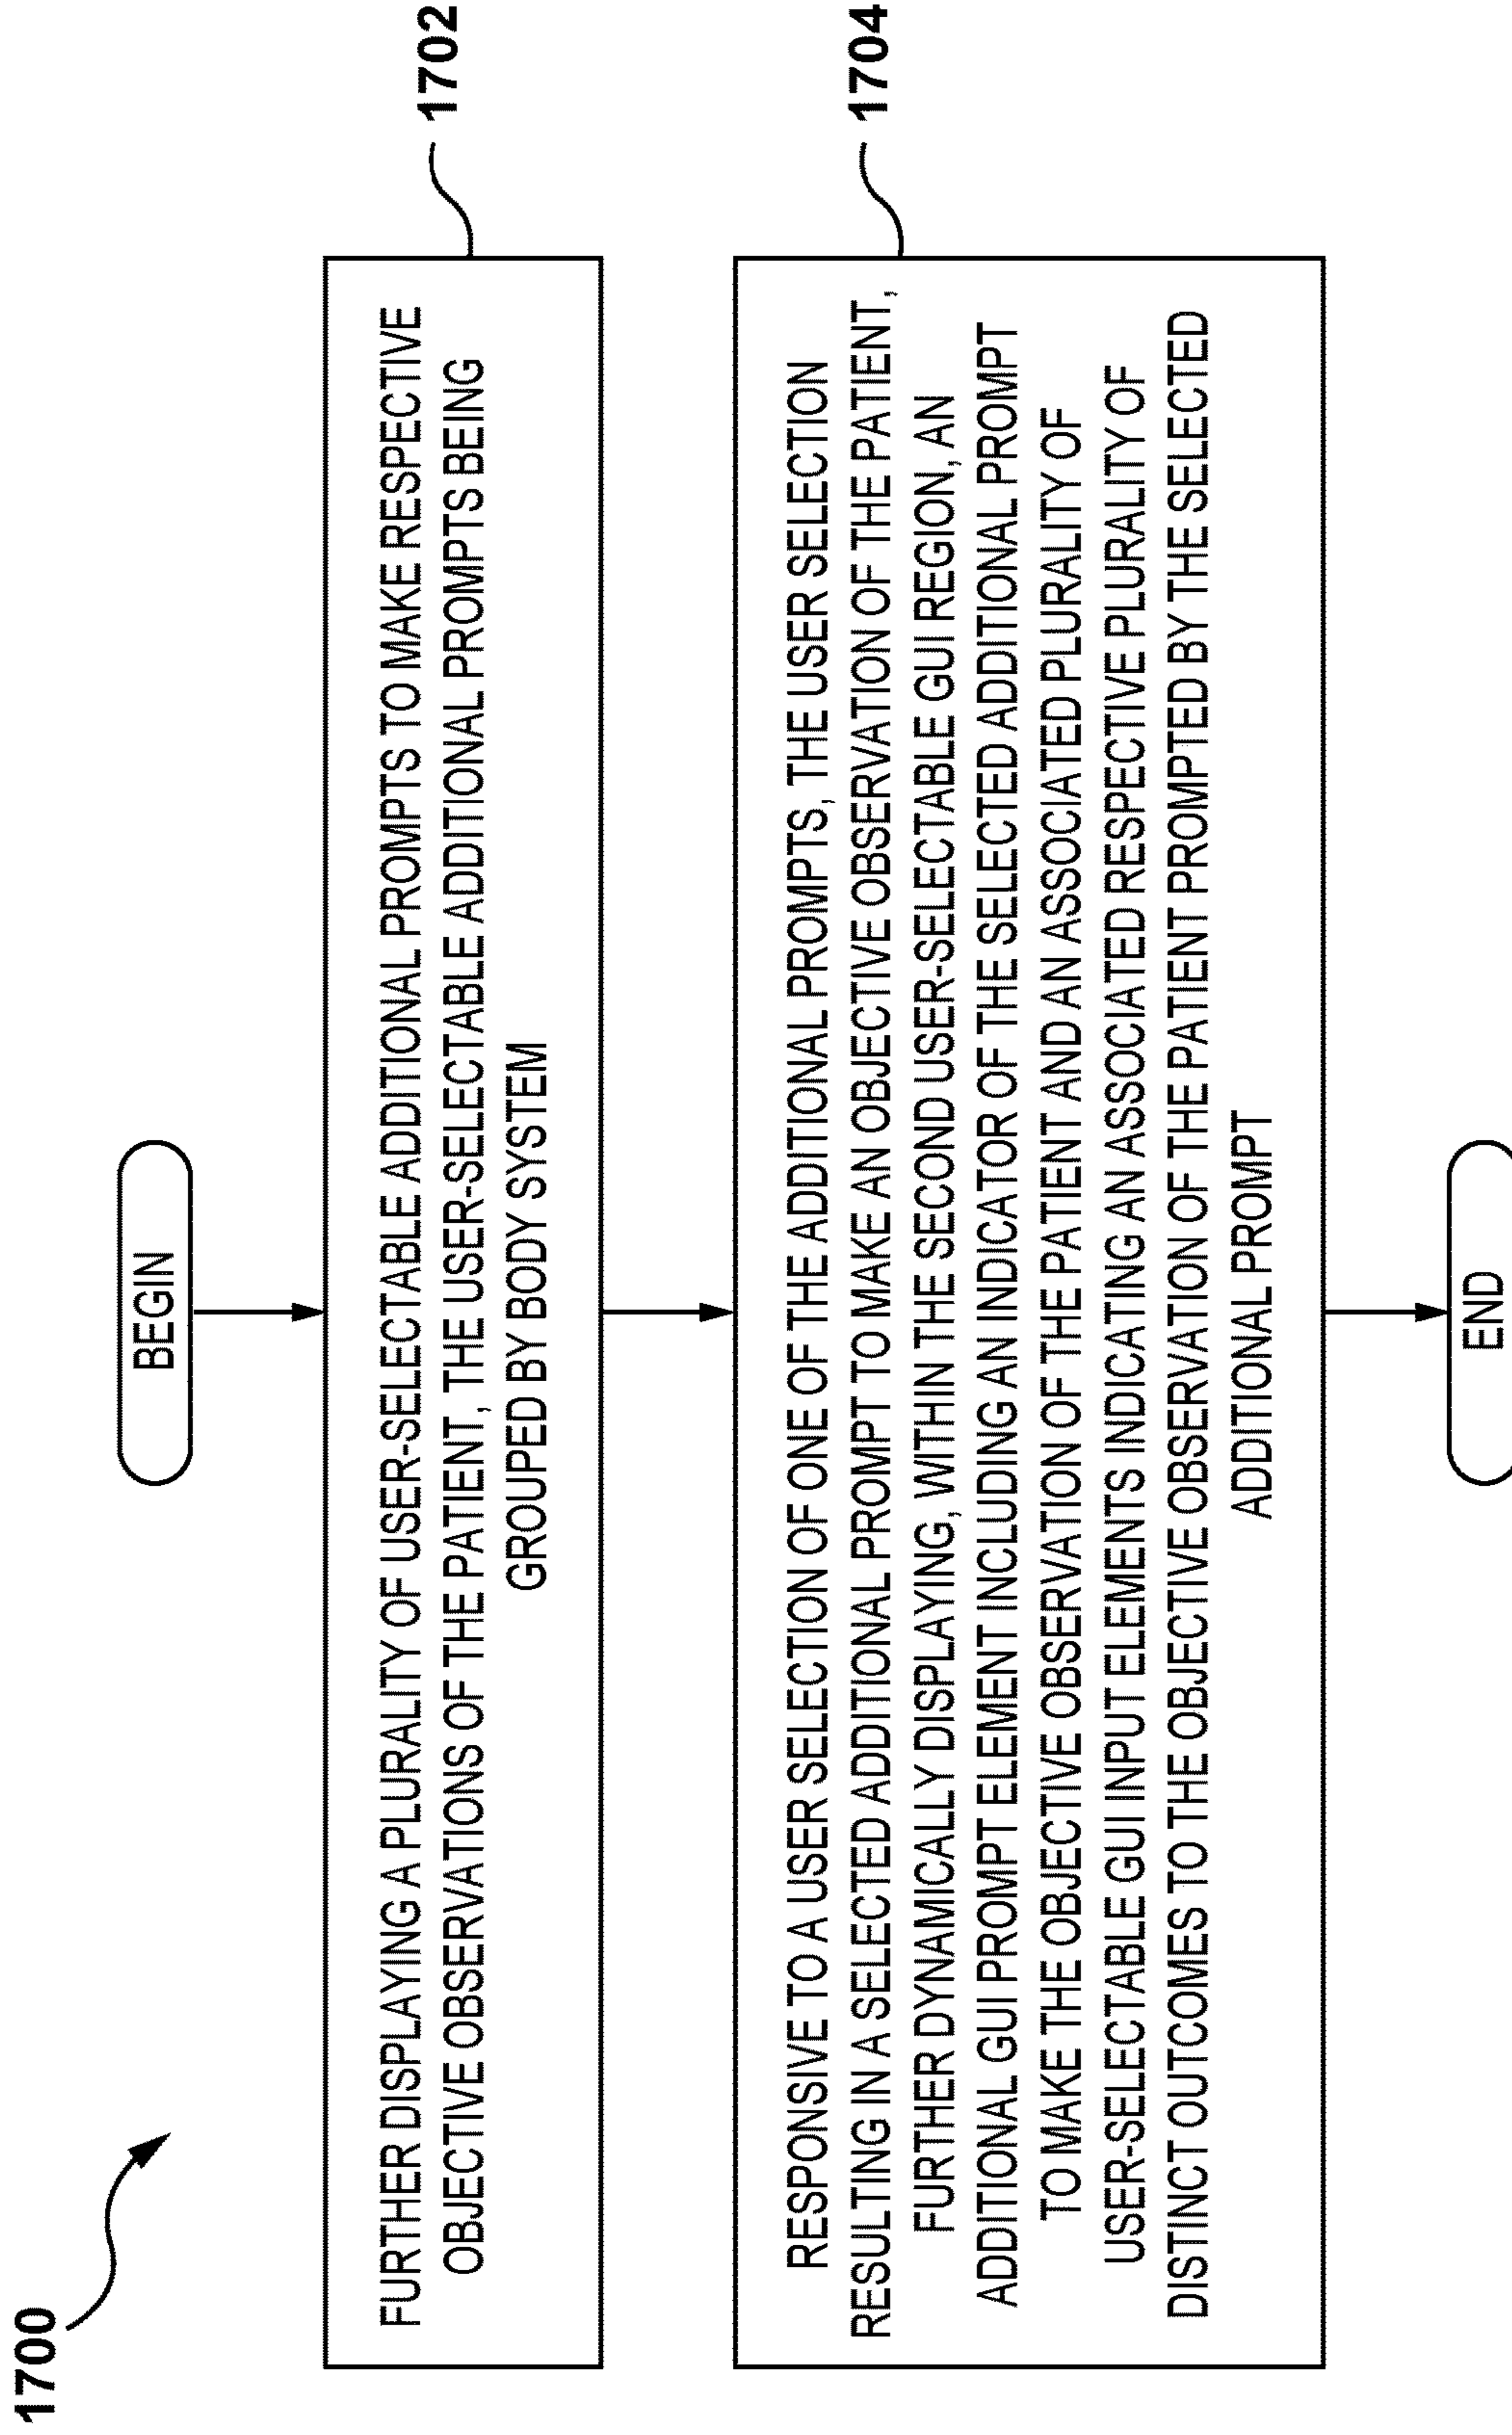 1700
BEGIN
FURTHER DISPLAYING A PLURALITY OF USER-SELECTABLE ADDITIONAL PROMPTS TO MAKE RESPECTIVE
OBJECTIVE OBSERVATIONS OF THE PATIENT, THE USER-SELECTABLE ADDITIONAL PROMPTS BEING
GROUPED BY BODY SYSTEM
1702
RESPONSIVE TO A USER SELECTION OF ONE OF THE ADDITIONAL PROMPTS, THE USER SELECTION
RESULTING IN A SELECTED ADDITIONAL PROMPT TO MAKE AN OBJECTIVE OBSERVATION OF THE PATIENT,
FURTHER DYNAMICALLY DISPLAYING, WITHIN THE SECOND USER-SELECTABLE GUI REGION, AN
ADDITIONAL GUI PROMPT ELEMENT INCLUDING AN INDICATOR OF THE SELECTED ADDITIONAL PROMPT
TO MAKE THE OBJECTIVE OBSERVATION OF THE PATIENT AND AN ASSOCIATED PLURALITY OF
USER-SELECTABLE GUI INPUT ELEMENTS INDICATING AN ASSOCIATED RESPECTIVE PLURALITY OF
DISTINCT OUTCOMES TO THE OBJECTIVE OBSERVATION OF THE PATIENT PROMPTED BY THE SELECTED
ADDITIONAL PROMPT
1704
END